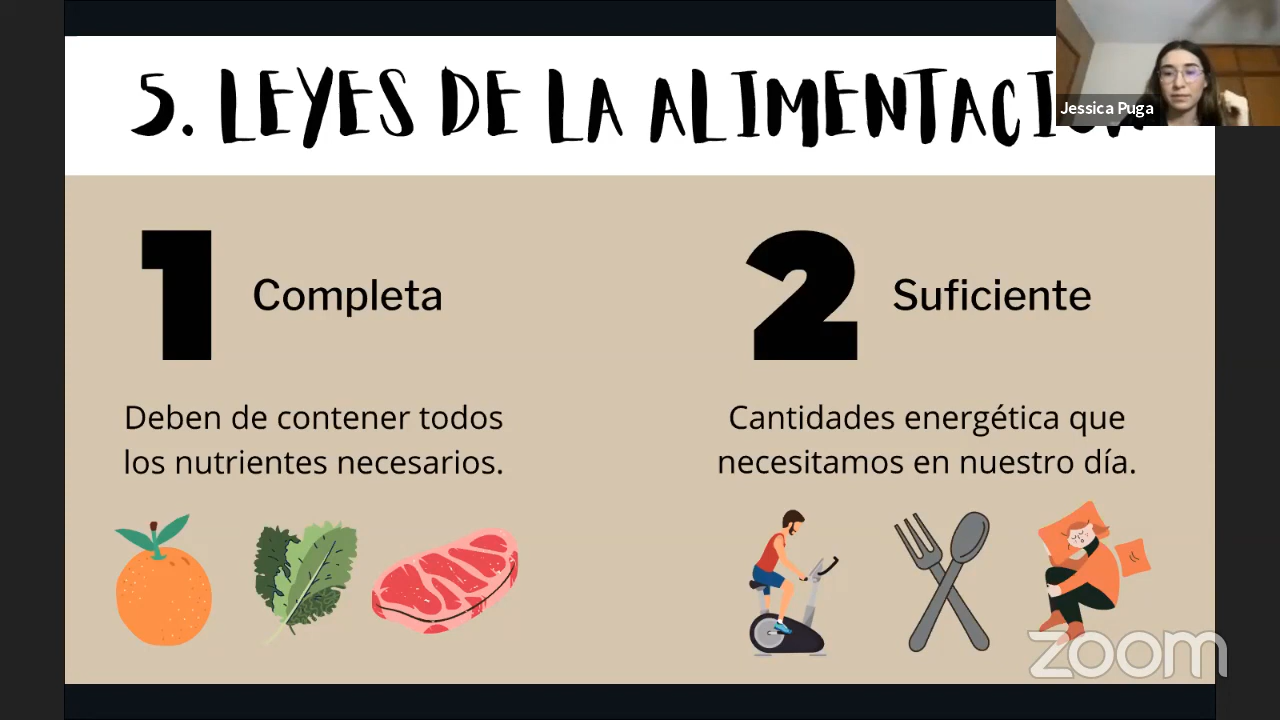 5. LEYES DE LA ALIMENTACIÓN
Jessica Puga
1
Completa
Deben de contener todos
los nutrientes necesarios.
2
Suficiente
Cantidades energética que
necesitamos en nuestro día.
zoom